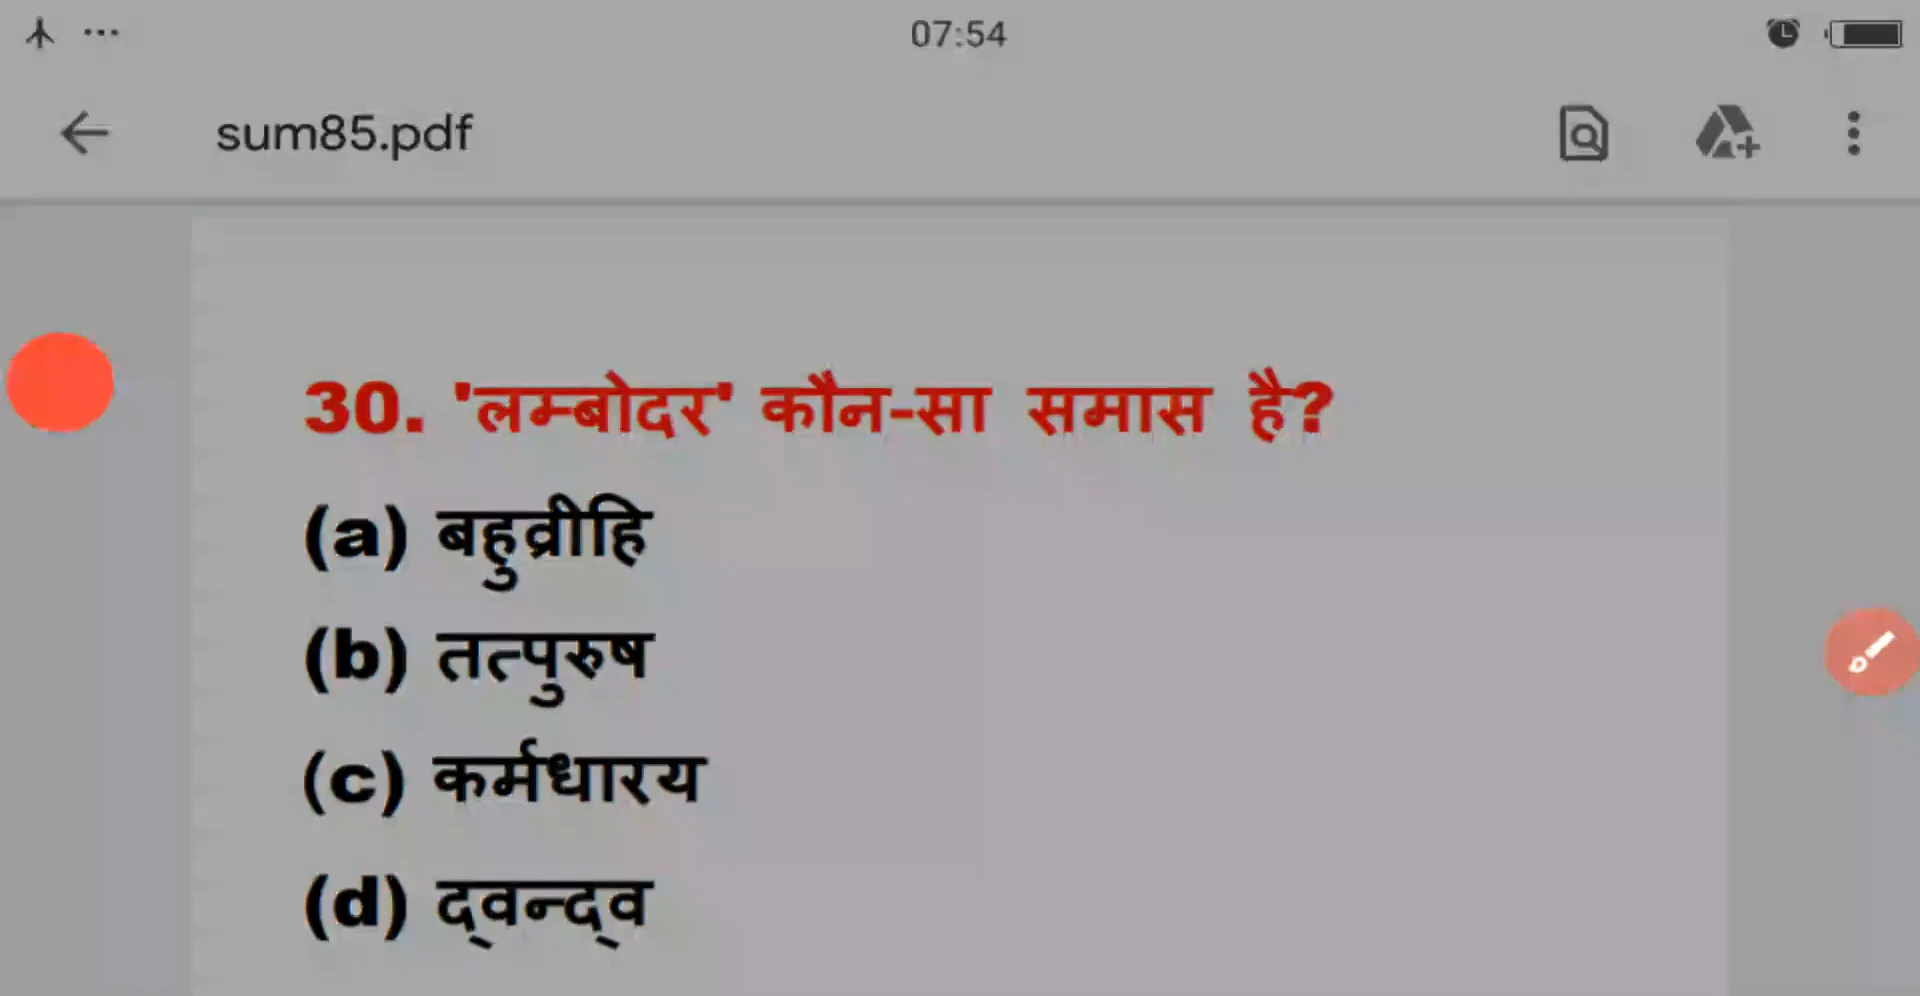 07:54
sum85.pdf
30. 'लम्बोदर' कौन-सा समास है?
(a) बहुव्रीहि
(b) तत्पुरुष
(c) कर्मधारय
(d) द्वन्द्व